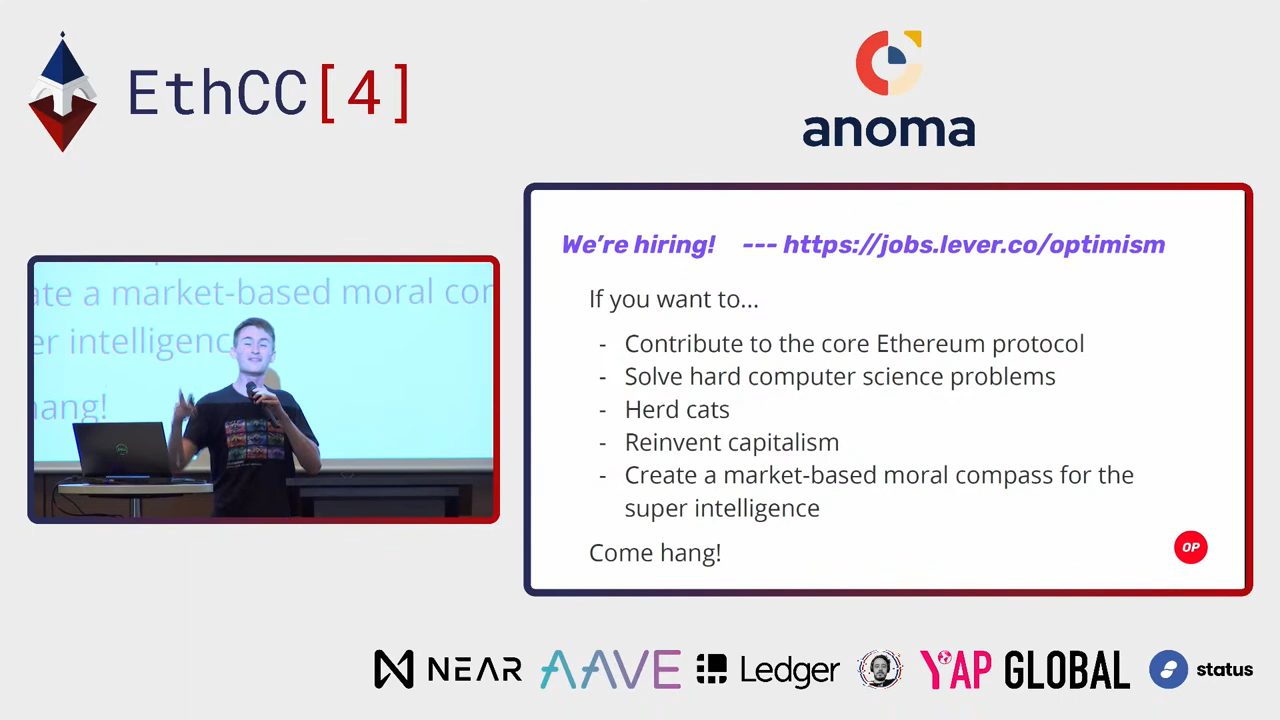 EthCC[4]
anoma
We're hiring! --- https://jobs.lever.co/optimism
If you want to...
- Contribute to the core Ethereum protocol
- Solve hard computer science problems
- Herd cats
- Reinvent capitalism
- Create a market-based moral compass for the
super intelligence
Come hang!
OP
ate a market-based moral con
er intelligenc
hang!
DELL
NEAR
AAVE
Ledger
YAP GLOBAL
status